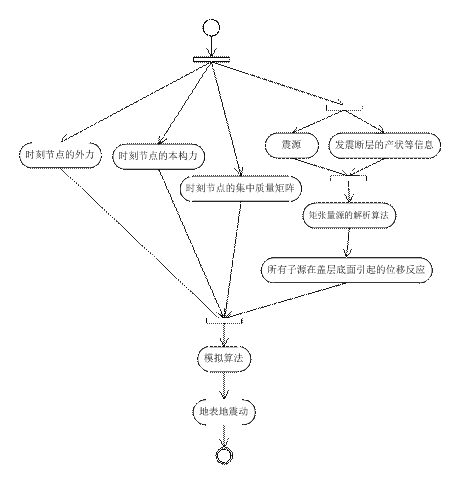 震源
发震断层的产状等信息
时刻节点的外力
时刻节点的本构力
时刻节点的集中质量矩阵
矩张量源的解析算法
所有子源在盖层底面引起的位移反应
模拟算法
地表地震动